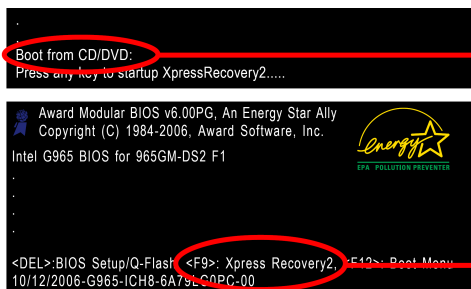 .
.
Boot from CD/DVD:
Press any key to startup XpressRecovery2.....
Award Modular BIOS v6.00PG, An Energy Star Ally
Copyright (C) 1984-2006, Award Software, Inc.
energy
EPA POLLUTION PREVENTER
Intel G965 BIOS for 965GM-DS2 F1
.
.
.
.
<DEL>:BIOS Setup/Q-Flash, <F9>: Xpress Recovery2, <F12>: Boot Menu
10/12/2006-G965-ICH8-6A79LG0PC-00